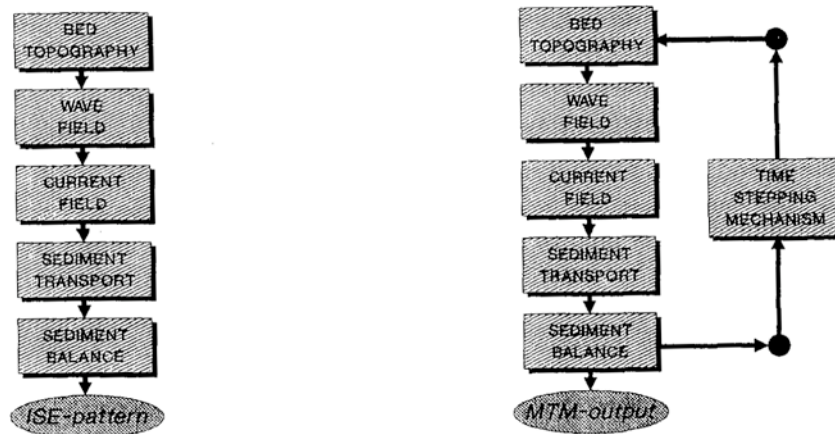 BED
TOPOGRAPHY
WAVE
FIELD
CURRENT
FIELD
SEDIMENT
TRANSPORT
SEDIMENT
BALANCE
ISE-pattern
BED
TOPOGRAPHY
WAVE
FIELD
CURRENT
FIELD
SEDIMENT
TRANSPORT
SEDIMENT
BALANCE
MTM-output
TIME
STEPPING
MECHANISM